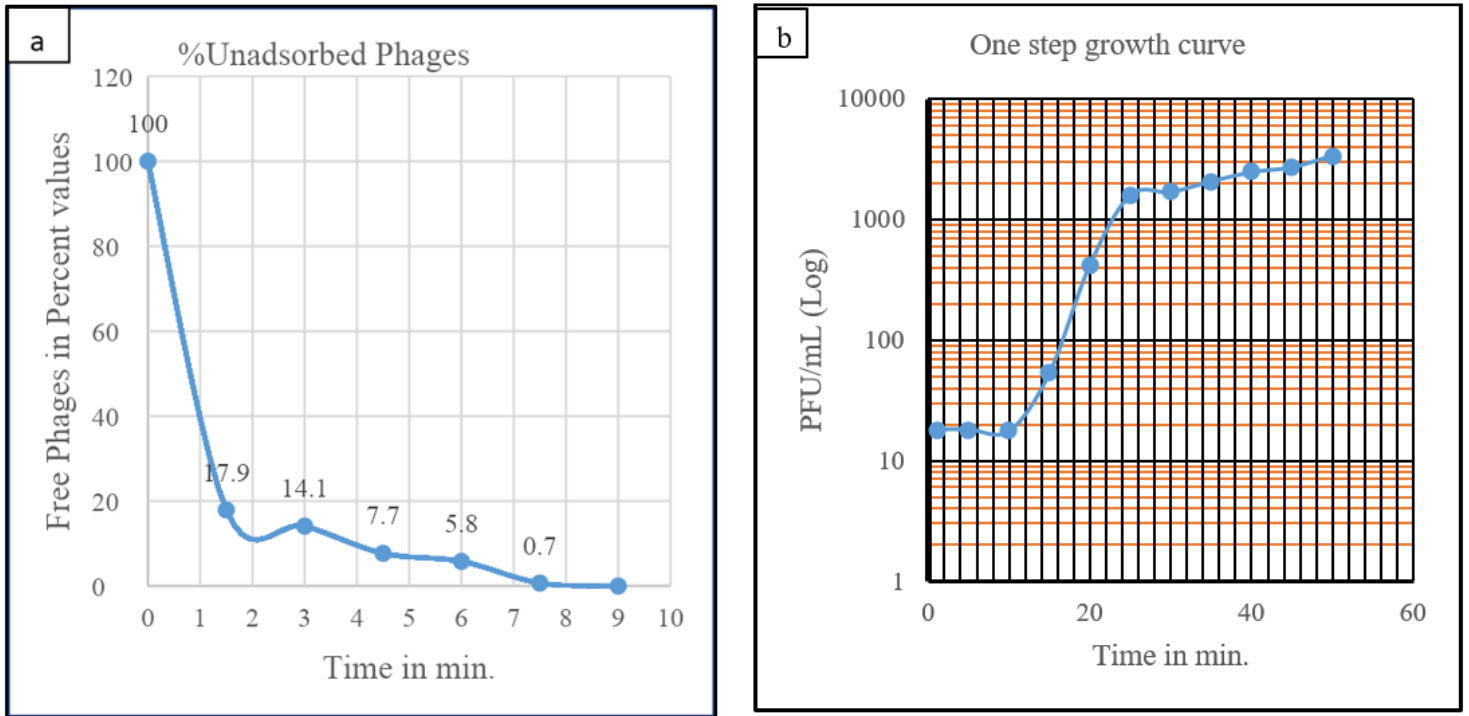 a
%Unadsorbed Phages
Free Phages in Percent values
120
100
80
60
40
20
0
100
17.9
14.1
7.7
5.8
0.7
0 1 2 3 4 5 6 7 8 9 10
Time in min.
b
One step growth curve
PFU/mL (Log)
10000
1000
100
10
1
0 20 40 60
Time in min.